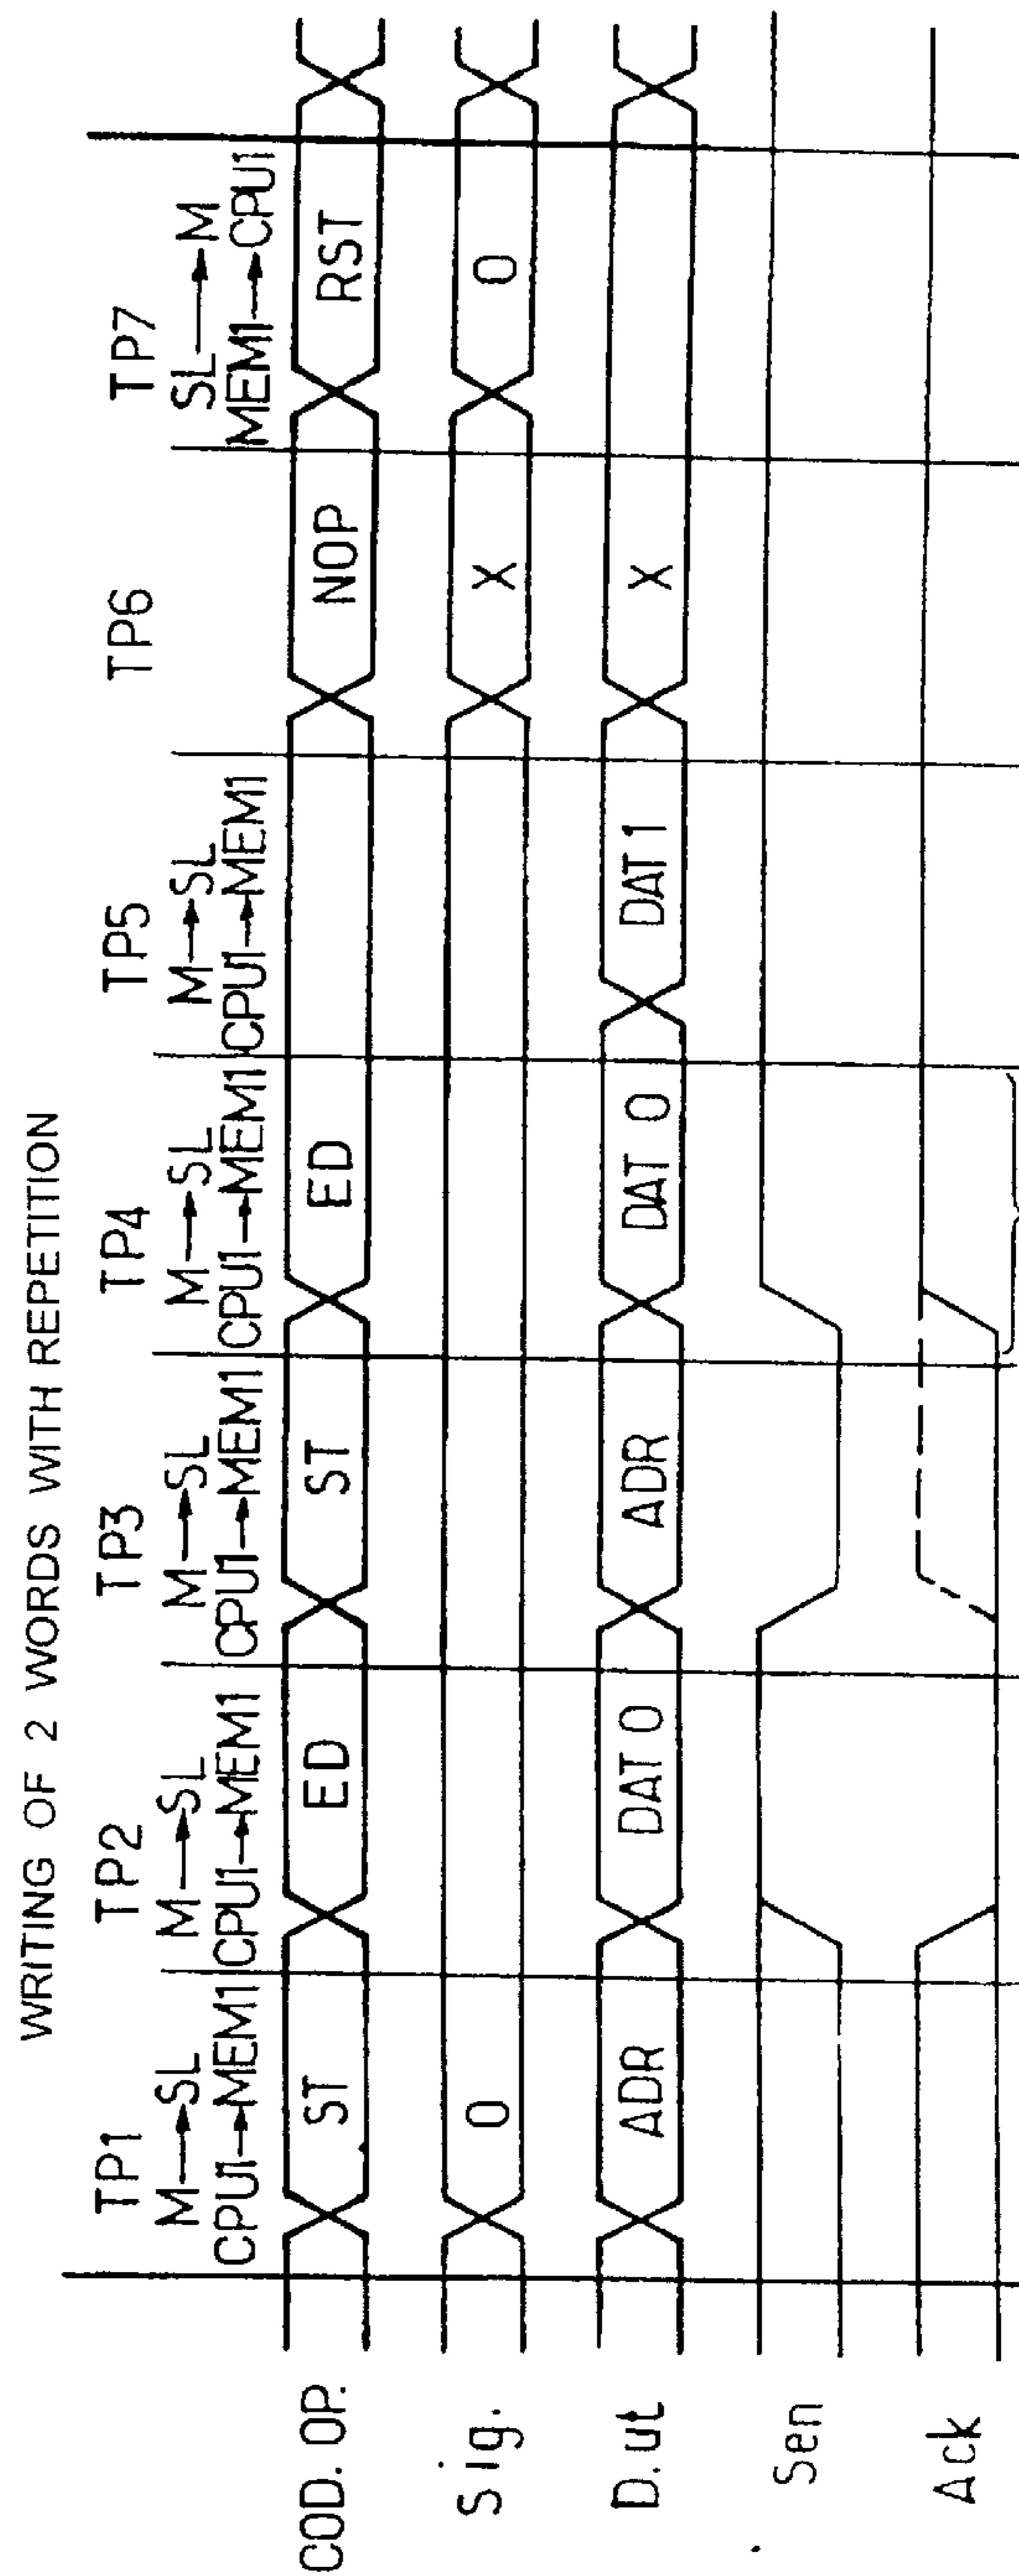 WRITING OF 2 WORDS WITH REPETITION
TP1 TP2 TP3 TP4 TP5 TP6 TP7
M→SL M→SL M→SL M→SL M→SL SL→M
CPU1→MEM1 CPU1→MEM1 CPU1→MEM1 CPU1→MEM1 CPU1→MEM1 MEM1→CPU1
COD. OP. ST ED ST ED NOP RST
Sig. 0 X 0
D. ut ADR DAT 0 ADR DAT 0 DAT 1 X
Sen
Ack